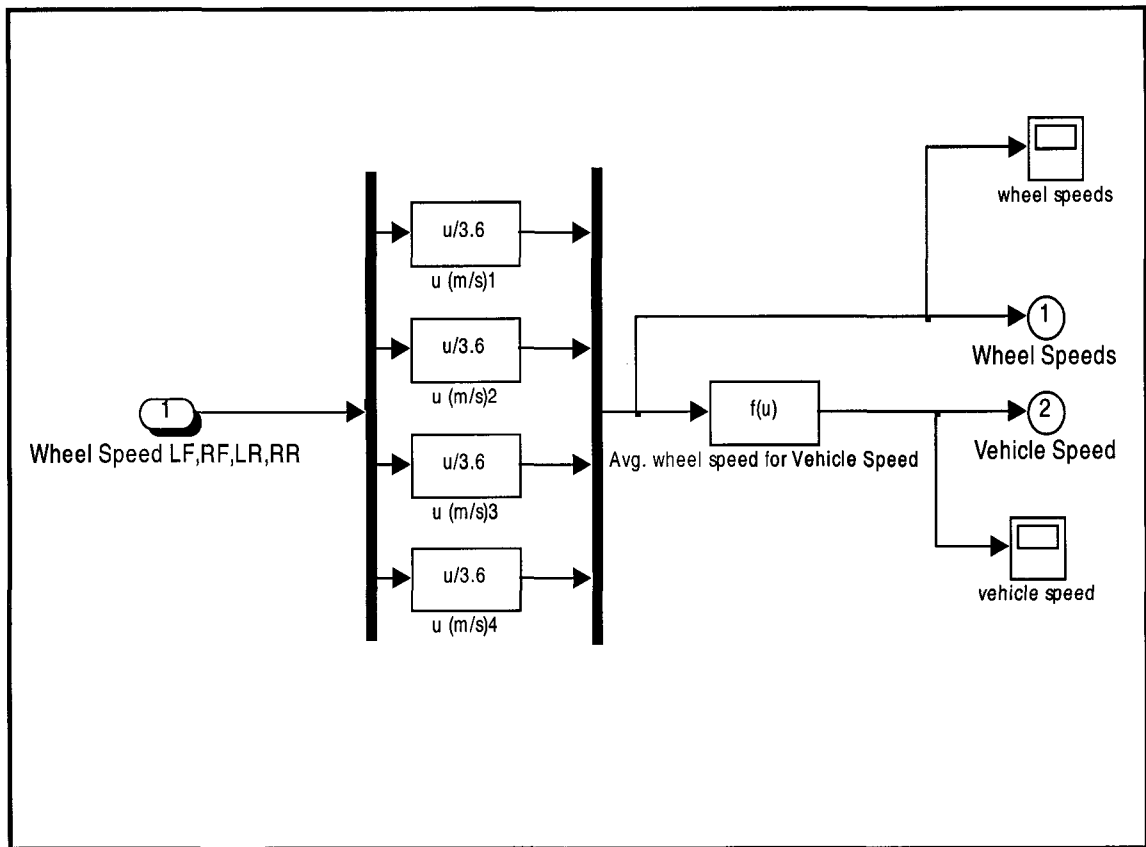 wheel speeds
u/3.6
u (m/s)1
1
Wheel Speeds
u/3.6
u (m/s)2
1
Wheel Speed LF,RF,LR,RR
f(u)
Avg. wheel speed for Vehicle Speed
2
Vehicle Speed
u/3.6
u (m/s)3
u/3.6
u (m/s)4
vehicle speed